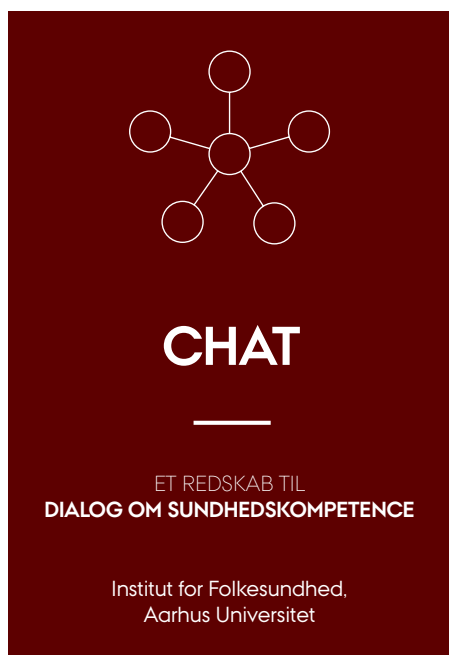 CHAT
ET REDSKAB TIL
DIALOG OM SUNDHEDSKOMPETENCE
Institut for Folkesundhed,
Aarhus Universitet